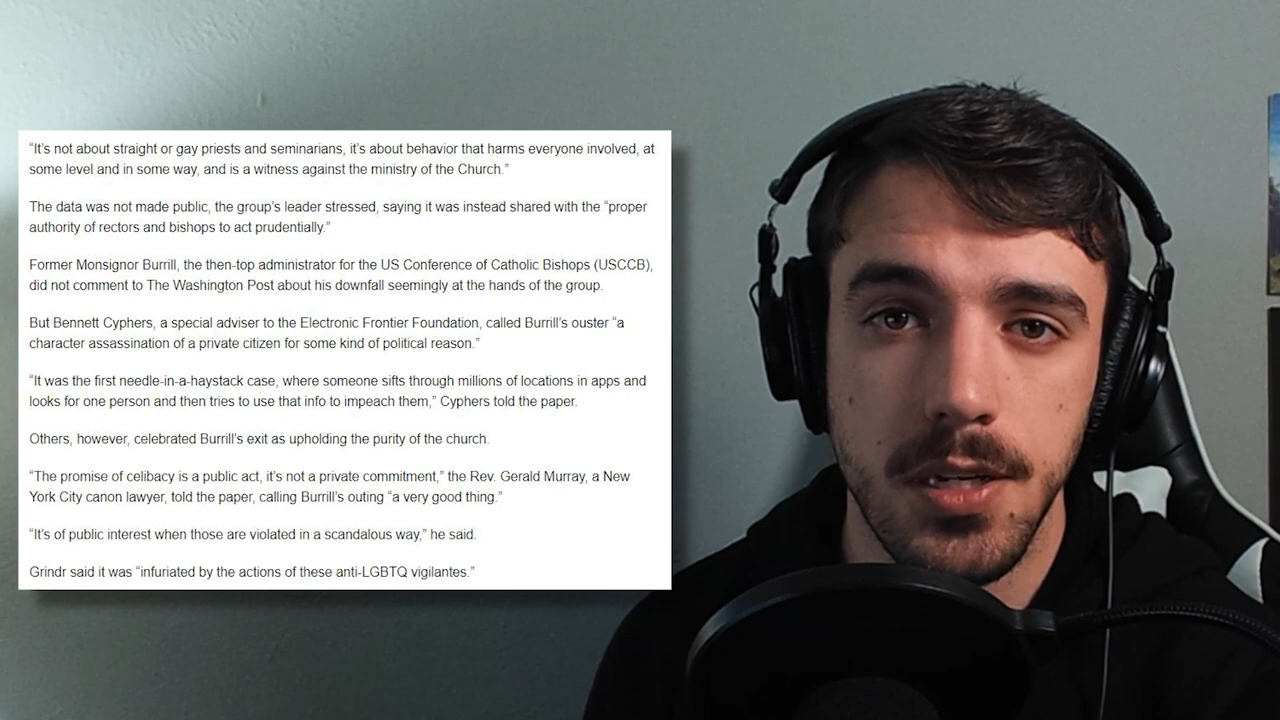 “It’s not about straight or gay priests and seminarians, it’s about behavior that harms everyone involved, at
some level and in some way, and is a witness against the ministry of the Church.”
The data was not made public, the group’s leader stressed, saying it was instead shared with the “proper
authority of rectors and bishops to act prudentially.”
Former Monsignor Burrill, the then-top administrator for the US Conference of Catholic Bishops (USCCB),
did not comment to The Washington Post about his downfall seemingly at the hands of the group.
But Bennett Cyphers, a special adviser to the Electronic Frontier Foundation, called Burrill’s ouster “a
character assassination of a private citizen for some kind of political reason.”
“It was the first needle-in-a-haystack case, where someone sifts through millions of locations in apps and
looks for one person and then tries to use that info to impeach them,” Cyphers told the paper.
Others, however, celebrated Burrill’s exit as upholding the purity of the church.
“The promise of celibacy is a public act, it’s not a private commitment,” the Rev. Gerald Murray, a New
York City canon lawyer, told the paper, calling Burrill’s outing “a very good thing.”
“It’s of public interest when those are violated in a scandalous way,” he said.
Grindr said it was “infuriated by the actions of these anti-LGBTQ vigilantes.”